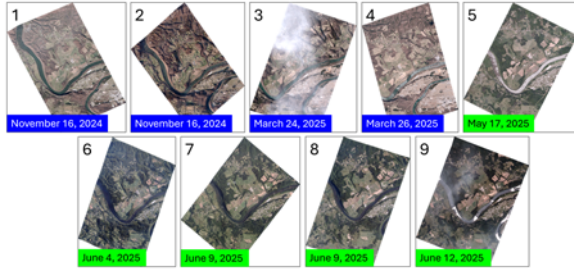 1
November 16, 2024
2
November 16, 2024
3
March 24, 2025
4
March 26, 2025
5
May 17, 2025
6
June 4, 2025
7
June 9, 2025
8
June 9, 2025
9
June 12, 2025